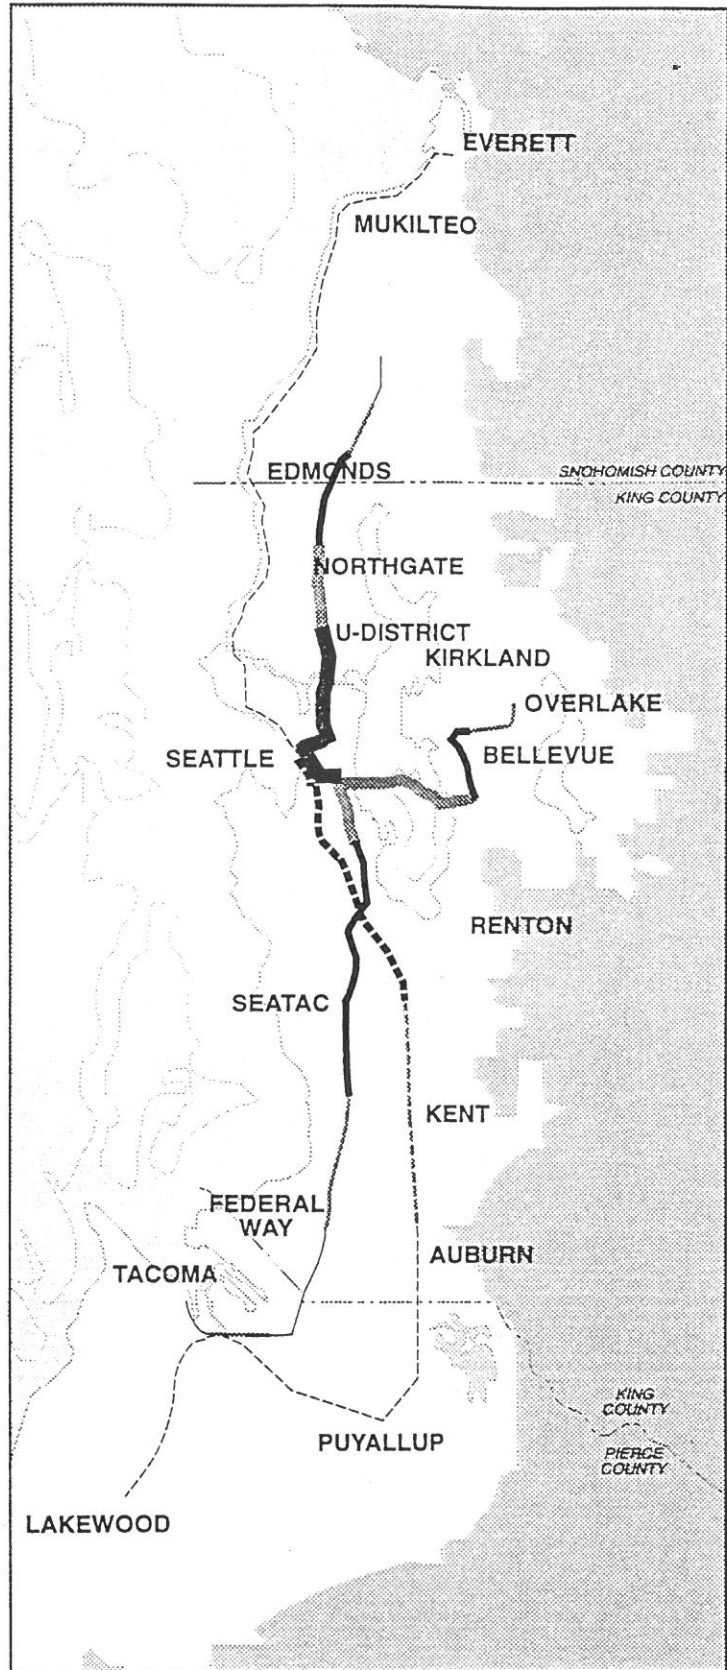 EVERETT
MUKILTEO
EDMONDS
SNOHOMISH COUNTY
KING COUNTY
NORTHGATE
U-DISTRICT
KIRKLAND
OVERLAKE
SEATTLE
BELLEVUE
RENTON
SEATAC
KENT
FEDERAL
WAY
AUBURN
TACOMA
KING
COUNTY
PUYALLUP
PIERCE
COUNTY
LAKEWOOD